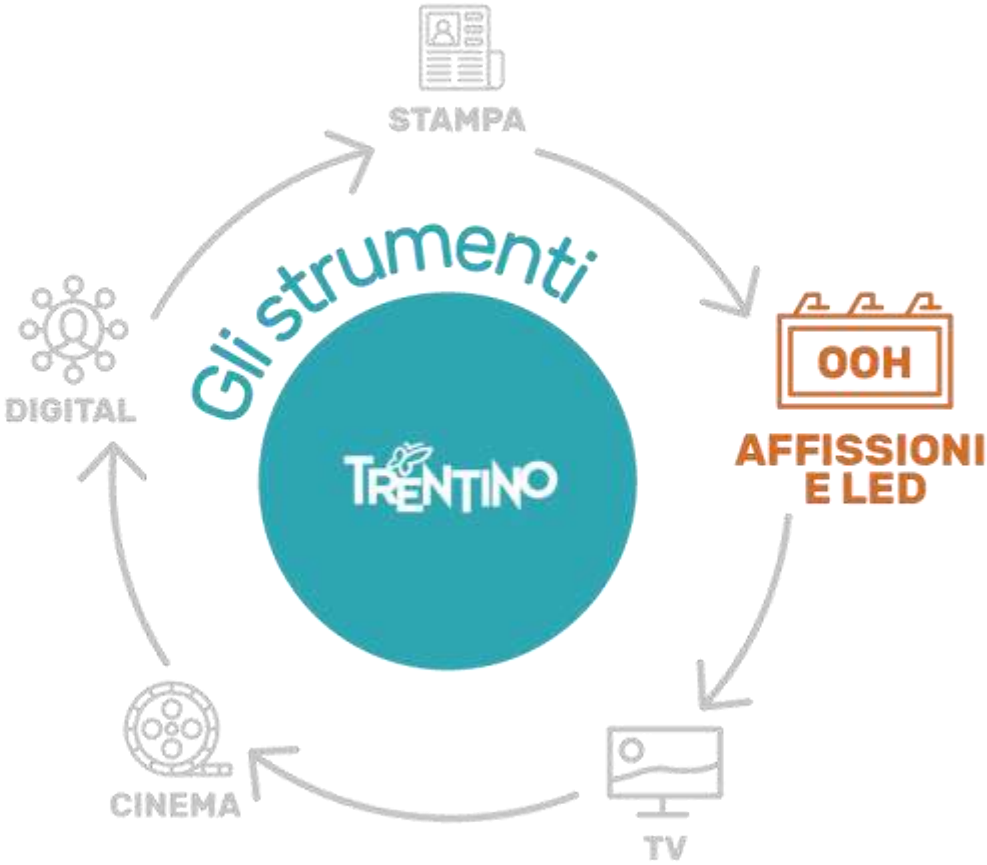 STAMPA
Gli strumenti
OOH
AFFISSIONI
E LED
DIGITAL
TRENTINO
CINEMA
TV